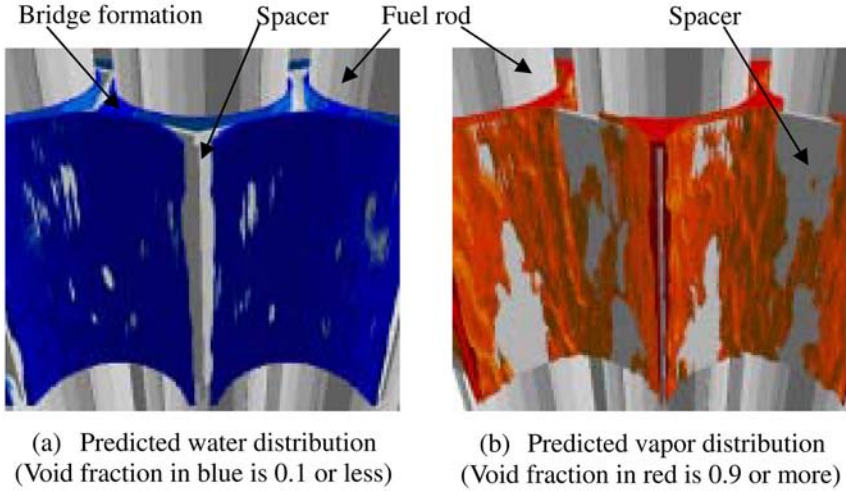 Bridge formation
Spacer
Fuel rod
Spacer
(a) Predicted water distribution
(Void fraction in blue is 0.1 or less)
(b) Predicted vapor distribution
(Void fraction in red is 0.9 or more)